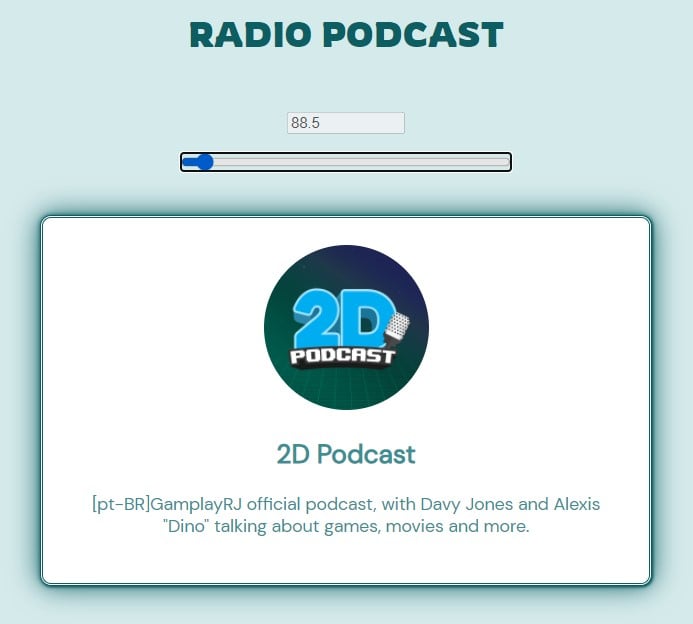 RADIO PODCAST
88.5
2D
PODCAST
2D Podcast
[pt-BR]GamplayRJ official podcast, with Davy Jones and Alexis
"Dino" talking about games, movies and more.